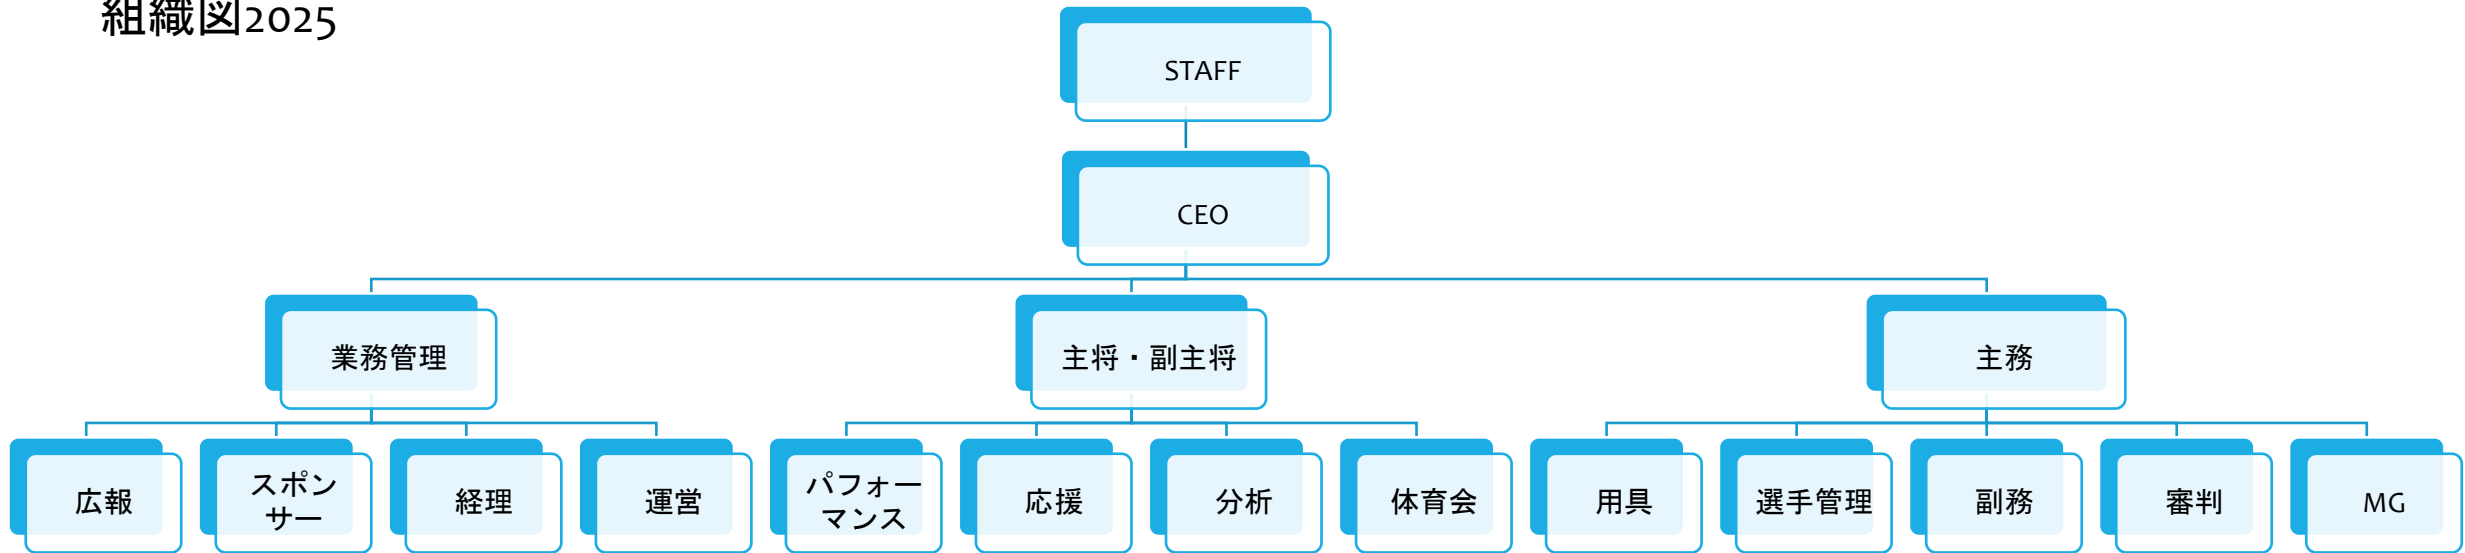 組織図2025
STAFF
CEO
業務管理
主将・副主将
主務
広報
スポン
サー
経理
運営
パフォー
マンス
応援
分析
体育会
用具
選手管理
副務
審判
MG